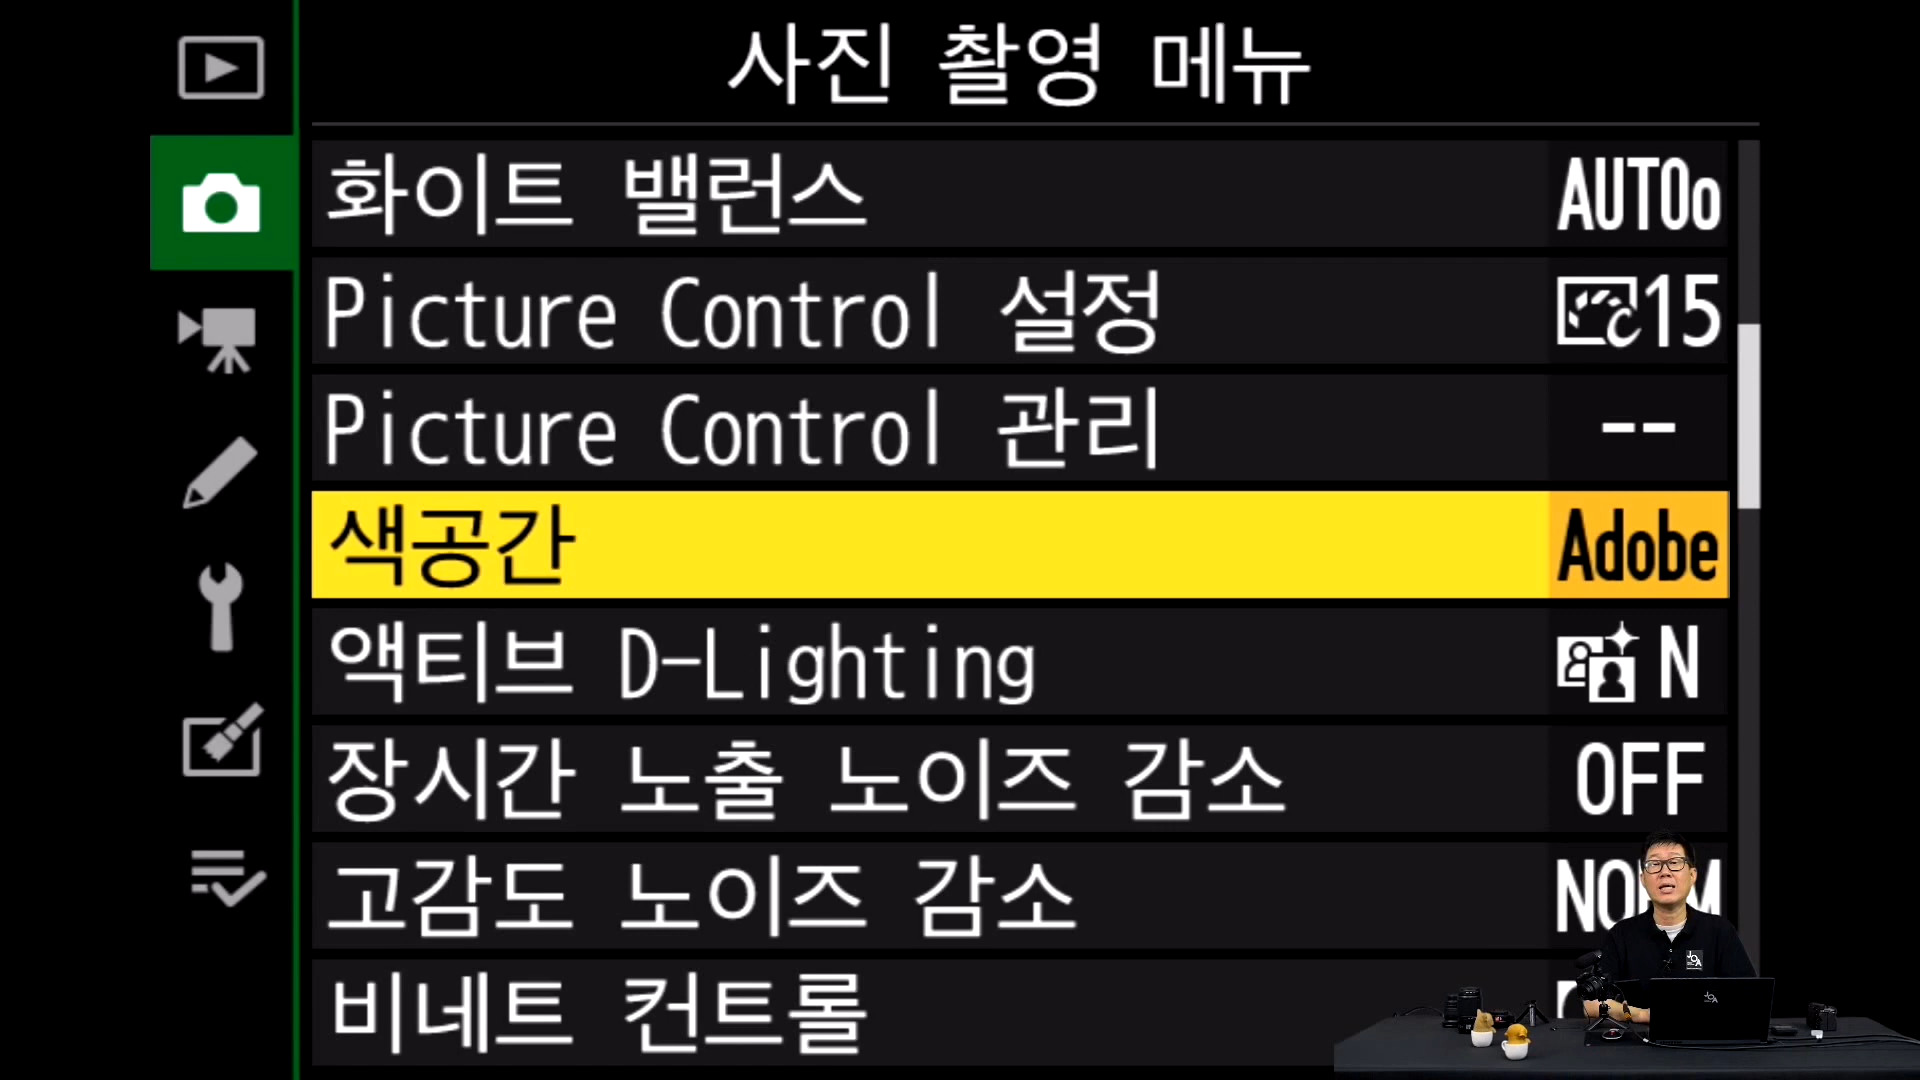 사진 촬영 메뉴
화이트 밸런스 AUTO0
Picture Control 설정 C15
Picture Control 관리 --
색공간 Adobe
액티브 D-Lighting N
장시간 노출 노이즈 감소 OFF
고감도 노이즈 감소
비네트 컨트롤